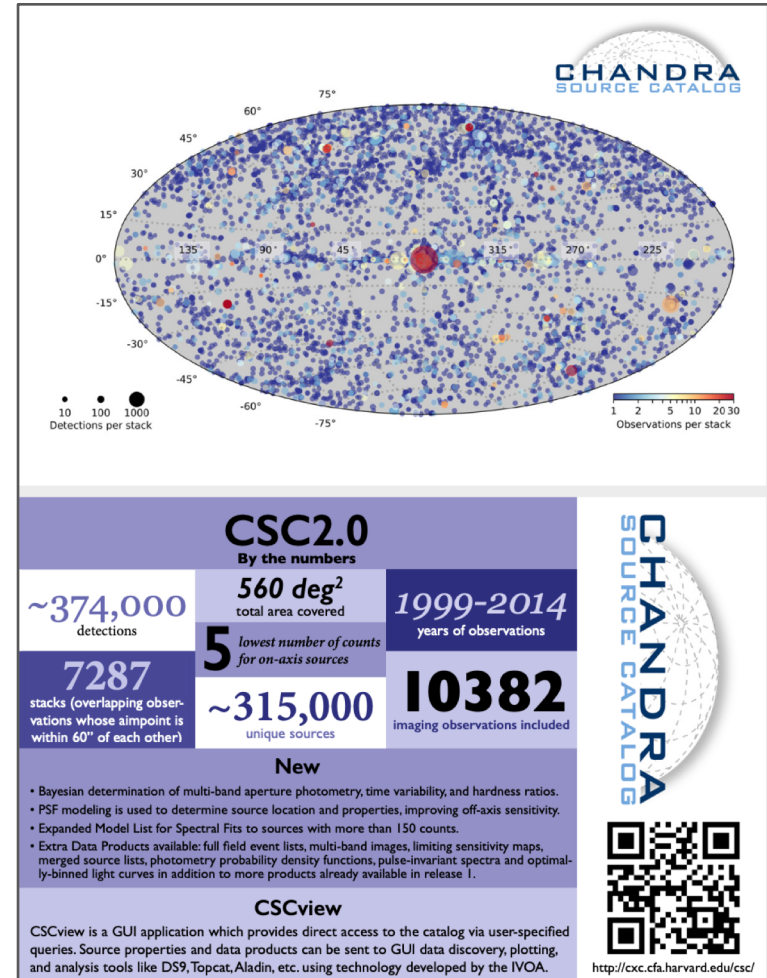 CHANDRA
SOURCE CATALOG
75°
60°
45°
30°
15°
0°
-15°
-30°
-45°
-60°
-75°
135° 90° 45° 315° 270° 225°
10 100 1000
Detections per stack
1 2 5 10 20 30
Observations per stack
CSC2.0
By the numbers
~374,000
detections
560 deg²
total area covered
1999-2014
years of observations
5 lowest number of counts
for on-axis sources
7287
stacks (overlapping obser-
vations whose aimpoint is
within 60” of each other)
~315,000
unique sources
10382
imaging observations included
New
• Bayesian determination of multi-band aperture photometry, time variability, and hardness ratios.
• PSF modeling is used to determine source location and properties, improving off-axis sensitivity.
• Expanded Model List for Spectral Fits to sources with more than 150 counts.
• Extra Data Products available: full field event lists, multi-band images, limiting sensitivity maps,
merged source lists, photometry probability density functions, pulse-invariant spectra and optimal-
ly-binned light curves in addition to more products already available in release 1.
CSCview
CSCview is a GUI application which provides direct access to the catalog via user-specified
queries. Source properties and data products can be sent to GUI data discovery, plotting,
and analysis tools like DS9, Topcat, Aladin, etc. using technology developed by the IVOA.
CHANDRA
SOURCE CATALOG
http://cxc.cfa.harvard.edu/csc/